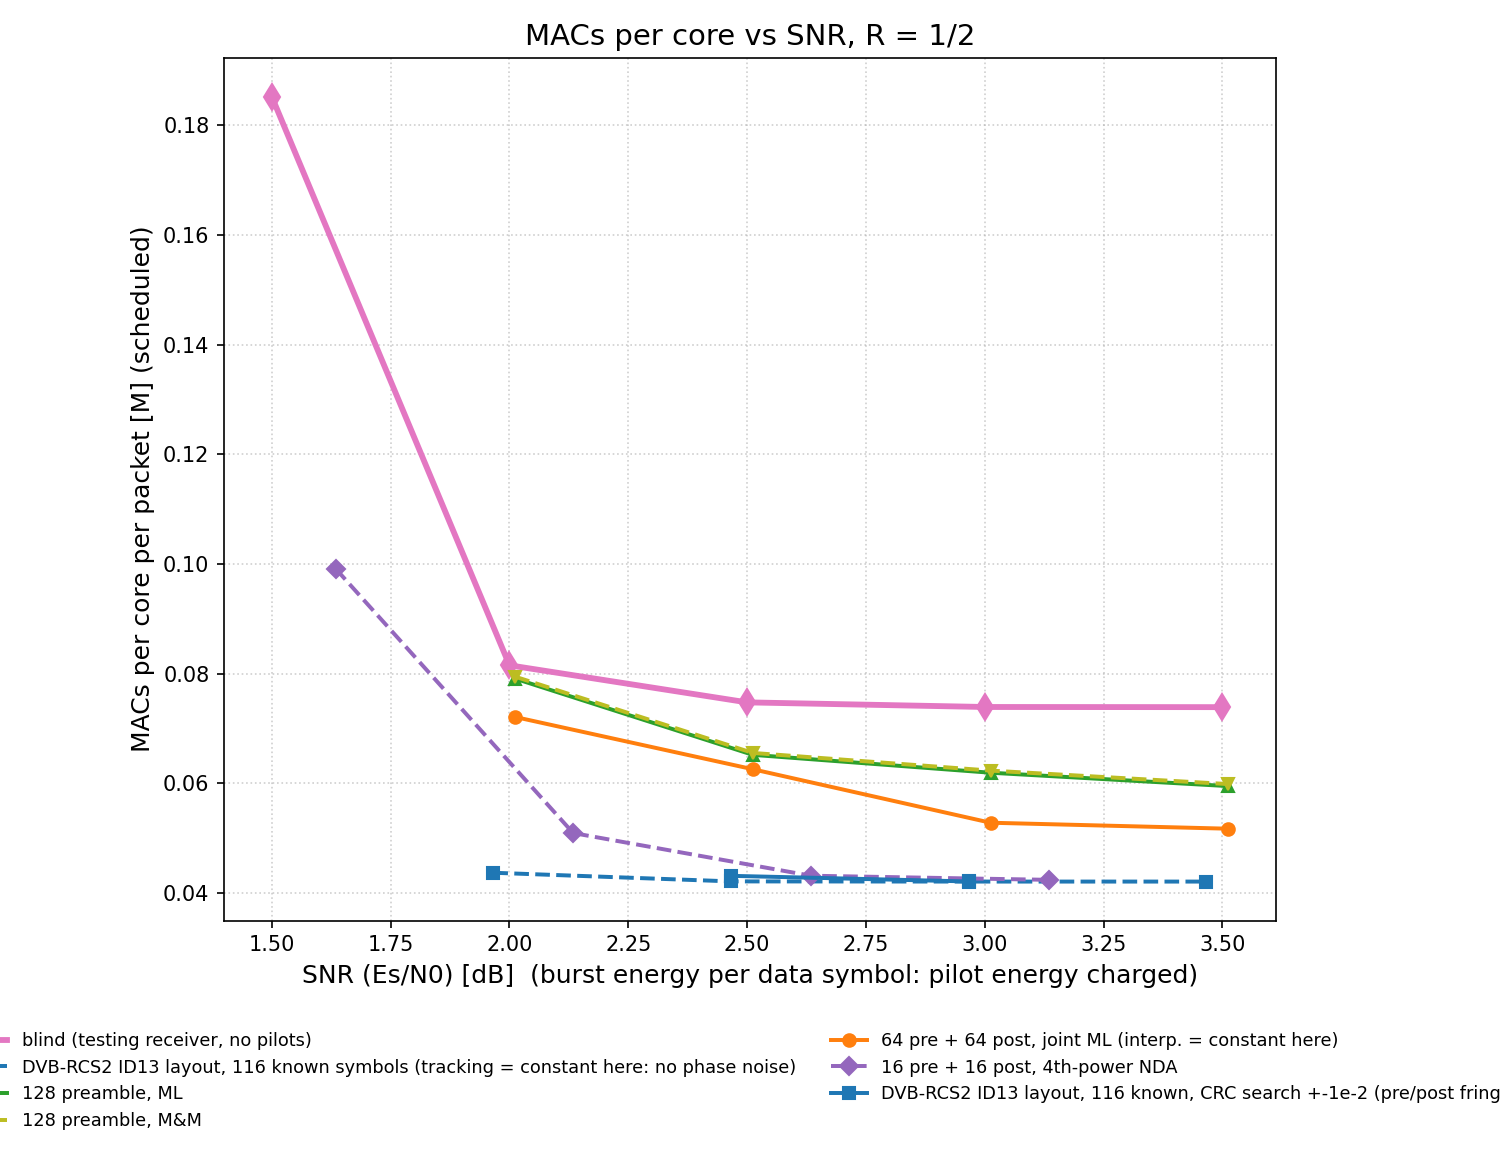 MACs per core vs SNR, R = 1/2
MACs per core per packet [M] (scheduled)
0.18
0.16
0.14
0.12
0.10
0.08
0.06
0.04
1.50 1.75 2.00 2.25 2.50 2.75 3.00 3.25 3.50
SNR (Es/N0) [dB]  (burst energy per data symbol: pilot energy charged)
blind (testing receiver, no pilots)
DVB-RCS2 ID13 layout, 116 known symbols (tracking = constant here: no phase noise)
128 preamble, ML
128 preamble, M&M
64 pre + 64 post, joint ML (interp. = constant here)
16 pre + 16 post, 4th-power NDA
DVB-RCS2 ID13 layout, 116 known, CRC search +-1e-2 (pre/post fring